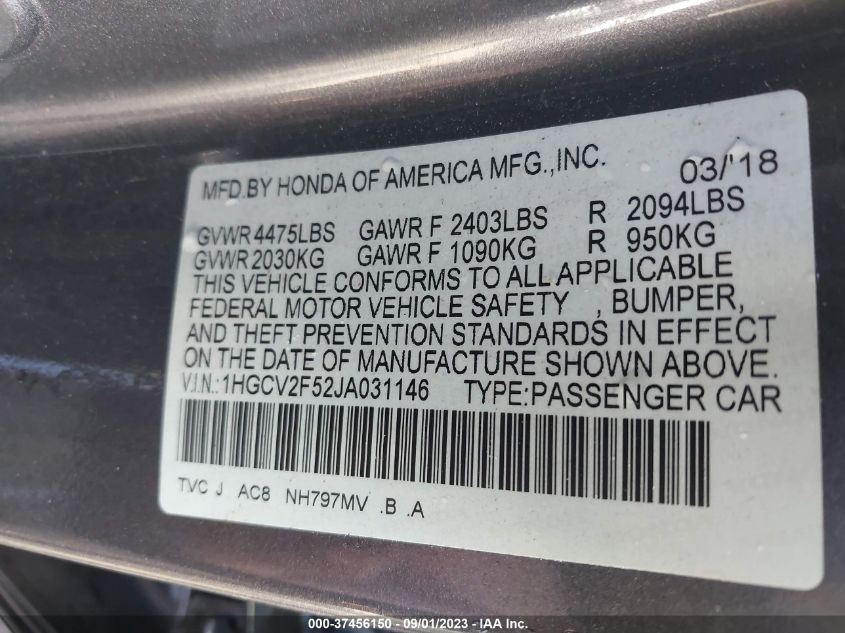 MFD.BY HONDA OF AMERICA MFG.,INC. 03/'18
GVWR 4475LBS GAWR F 2403LBS R 2094LBS
GVWR 2030KG GAWR F 1090KG R 950KG
THIS VEHICLE CONFORMS TO ALL APPLICABLE
FEDERAL MOTOR VEHICLE SAFETY , BUMPER,
AND THEFT PREVENTION STANDARDS IN EFFECT
ON THE DATE OF MANUFACTURE SHOWN ABOVE.
V.I.N.:1HGCV2F52JA031146 TYPE:PASSENGER CAR
TVC J AC8 NH797MV .B .A
000-37456150 - 09/01/2023 - IAA Inc.